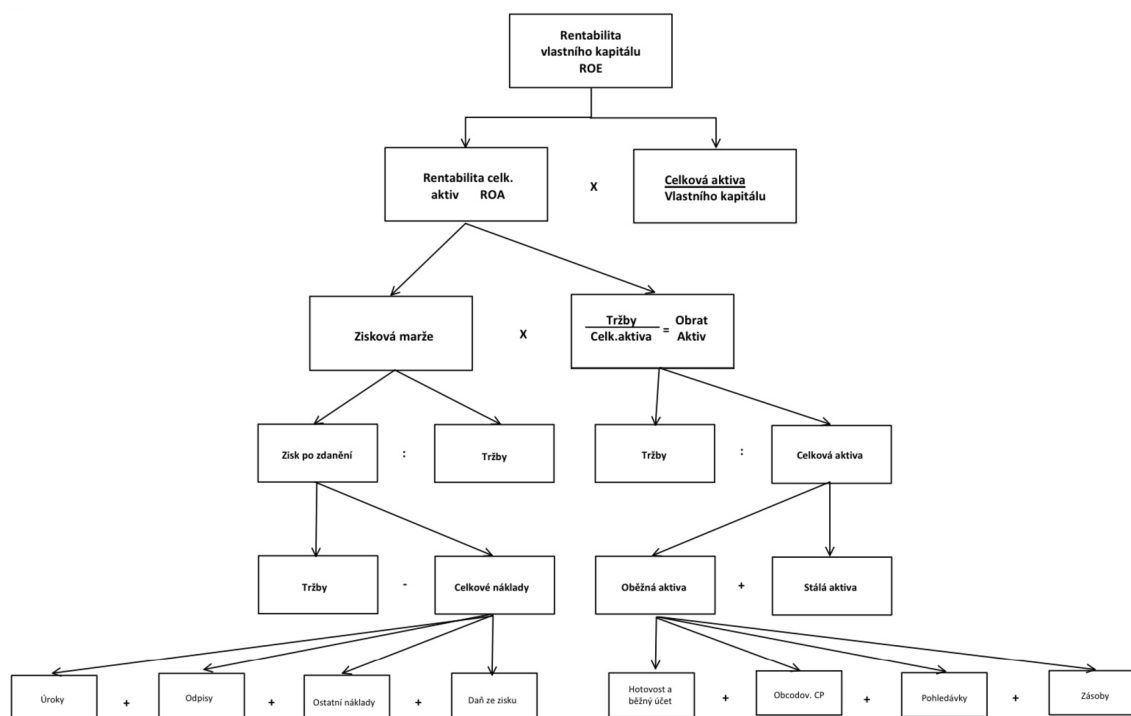 Rentabilita
vlastního kapitálu
ROE
Rentabilita celk.
aktiv ROA
X
Celková aktiva
Vlastního kapitálu
Zisková marže
X
Tržby
Celk.aktiva
=
Obrat
Aktiv
Zisk po zdanění
:
Tržby
Tržby
:
Celková aktiva
Tržby
-
Celkové náklady
Oběžná aktiva
+
Stálá aktiva
Úroky
+
Odpisy
+
Ostatní náklady
+
Daň ze zisku
Hotovost a
běžný účet
+
Obcodov. CP
+
Pohledávky
+
Zásoby